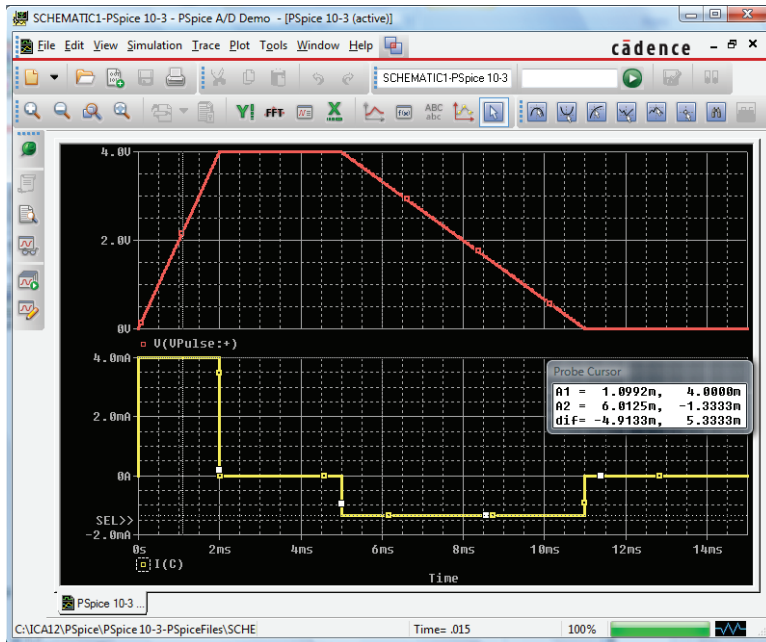 SCHEMATIC1-PSpice 10-3 - PSpice A/D Demo - [PSpice 10-3 (active)]
File Edit View Simulation Trace Plot Tools Window Help
cādence
SCHEMATIC1-PSpice 10-3
FFT
ABC
abc
f(x)
4.0V
2.0V
0V
V(VPulse:+)
4.0mA
Probe Cursor
A1 = 1.0992m, 4.0000m
A2 = 6.0125m, -1.3333m
dif= -4.9133m, 5.3333m
2.0mA
0A
SEL>>
-2.0mA
0s 2ms 4ms 6ms 8ms 10ms 12ms 14ms
I(C)
Time
PSpice 10-3 ...
C:\ICA12\PSpice\PSpice 10-3-PSpiceFiles\SCHE Time= .015 100%